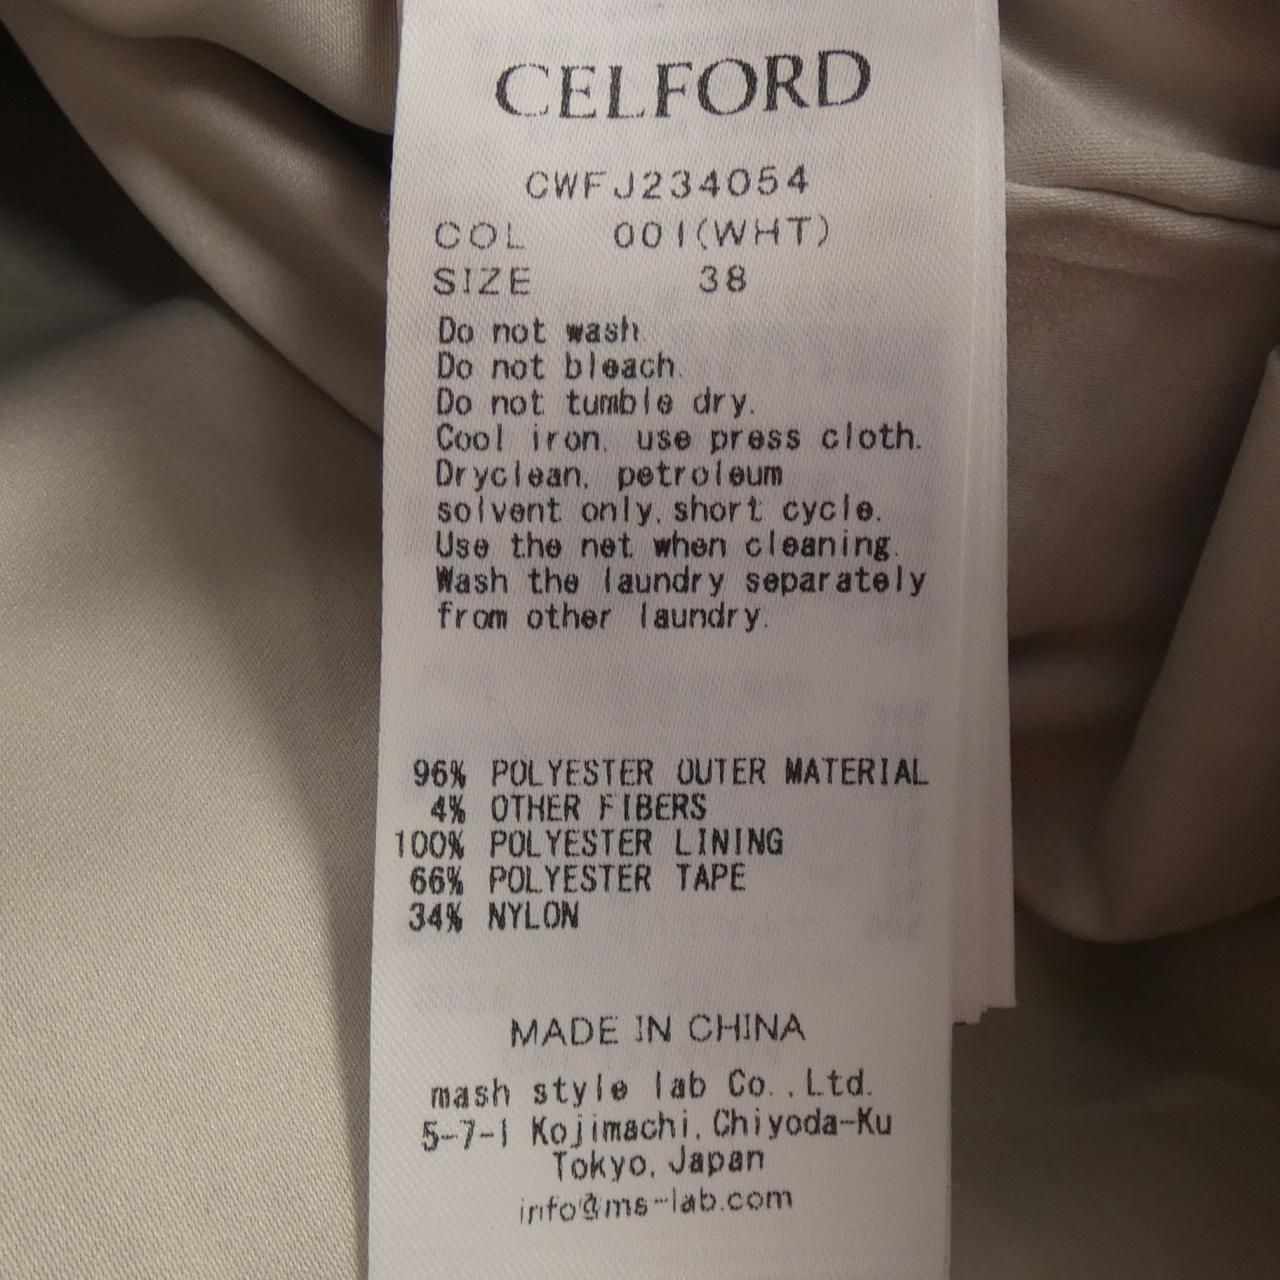 CELFORD
CWFJ234054
COL 001(WHT)
SIZE 38
Do not wash.
Do not bleach.
Do not tumble dry.
Cool iron, use press cloth.
Dryclean, petroleum
solvent only, short cycle.
Use the net when cleaning.
Wash the laundry separately
from other laundry.
96% POLYESTER OUTER MATERIAL
4% OTHER FIBERS
100% POLYESTER LINING
66% POLYESTER TAPE
34% NYLON
MADE IN CHINA
mash style lab Co.,Ltd.
5-7-1 Kojimachi, Chiyoda-Ku
Tokyo, Japan
info@ms-lab.com